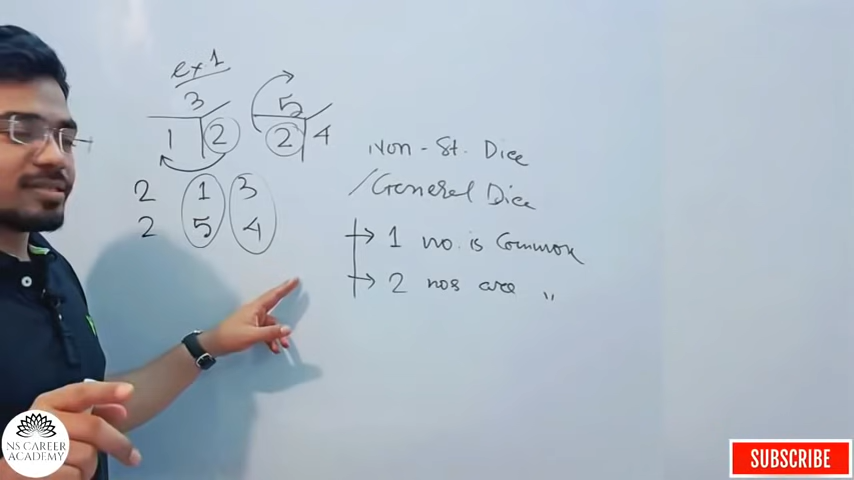 ex.1
3
1 2
5
2 4
2 1 3
2 5 4
Non-St. Dice
/General Dice
→ 1 no. is Common
→ 2 nos are "
NS CAREER
ACADEMY
SUBSCRIBE